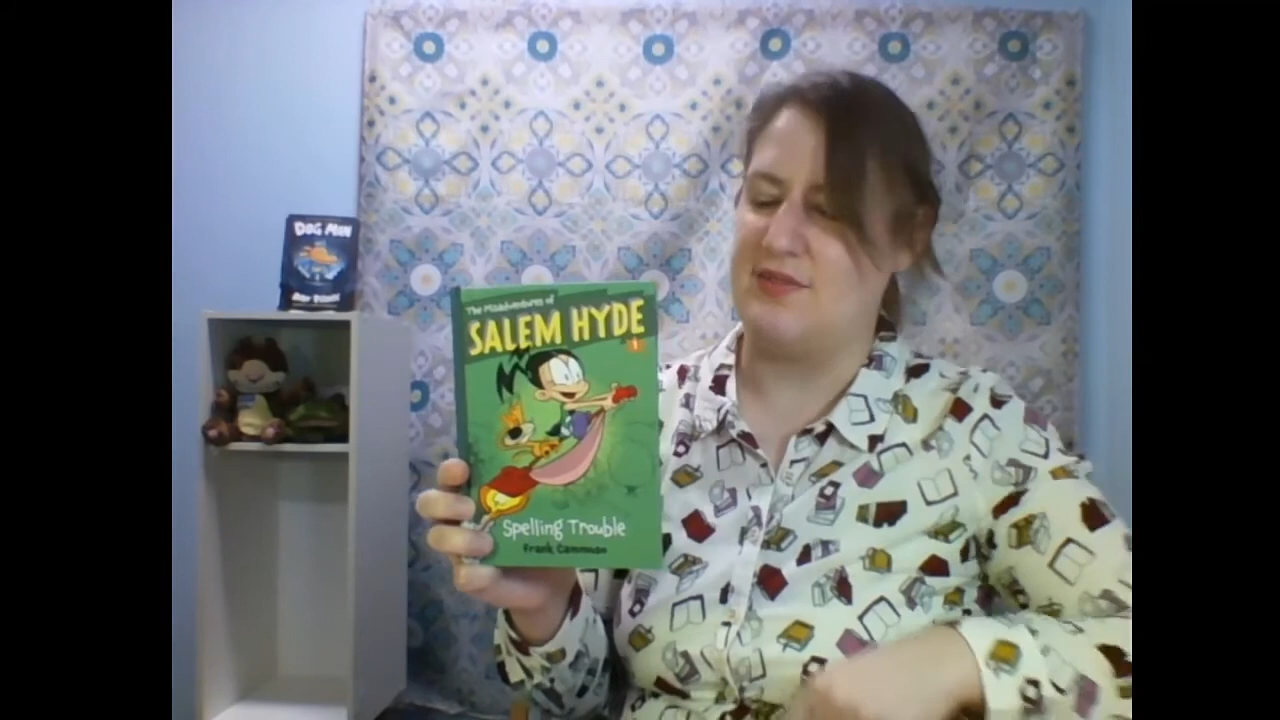 DOG MAN
The Misadventures of
SALEM HYDE
1
Spelling Trouble
Frank Cammuso